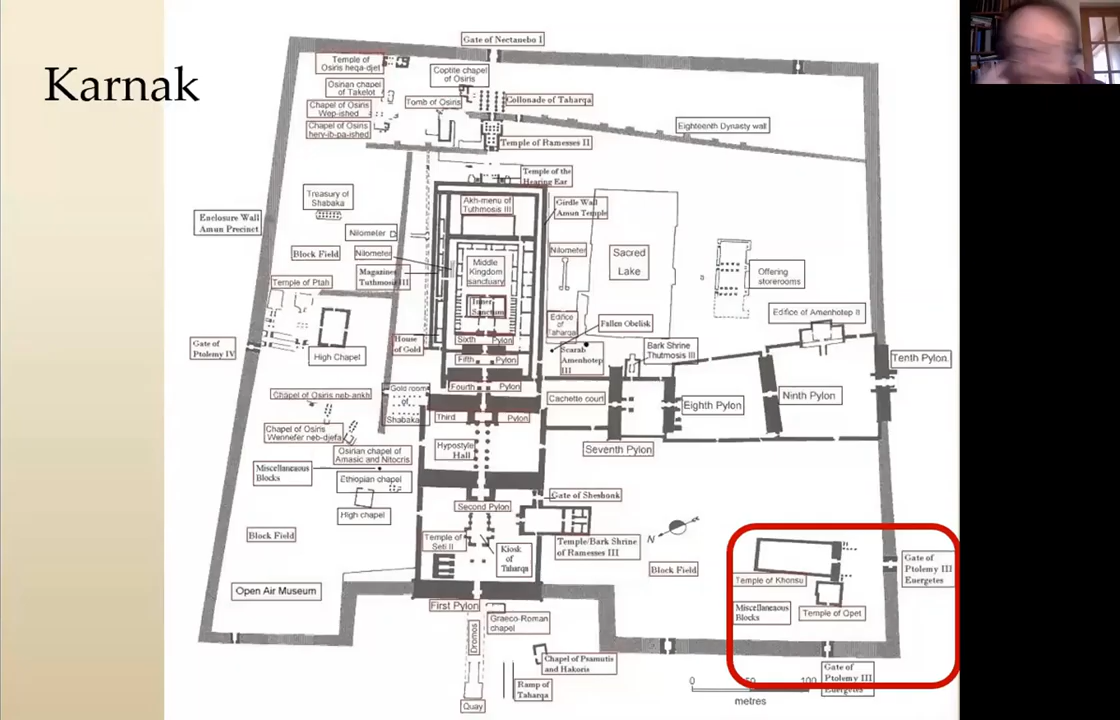 Karnak
Gate of Nectanebo I
Temple of
Osiris heqa-djet
Osirian chapel
of Takelot
Chapel of Osiris
Wep-ished
Chapel of Osiris
hery-ib-pa-ished
Coptite chapel
of Osiris
Tomb of Osiris
Collonade of Taharqa
Eighteenth Dynasty wall
Temple of Ramesses II
Temple of the
Hearing Ear
Treasury of
Shabaka
Akh-menu of
Tuthmosis III
Girdle Wall
Amun Temple
Enclosure Wall
Amun Precinct
Nilometer
Block Field
Nilometer
Nilometer
Sacred
Lake
Middle
Kingdom
sanctuary
Magazines
Tuthmosis III
Offering
storerooms
Temple of Ptah
Inner
Sanctum
Edifice
of
Taharqa
Fallen Obelisk
Edifice of Amenhotep II
Gate of
Ptolemy IV
High Chapel
House
of Gold
Sixth Pylon
Fifth Pylon
Scarab
Amenhotep
III
Bark Shrine
Thutmosis III
Tenth Pylon
Fourth Pylon
Chapel of Osiris neb-ankh
Gold room
of
Shabaka
Cachette court
Eighth Pylon
Ninth Pylon
Third Pylon
Chapel of Osiris
Wennefer neb-djefa
Hypostyle
Hall
Seventh Pylon
Osirian chapel of
Amasic and Nitocris
Miscellaneous
Blocks
Ethiopian chapel
High chapel
Gate of Sheshonk
Second Pylon
Block Field
Temple of
Seti II
Kiosk
of
Taharqa
Temple/Bark Shrine
of Ramesses III
N
Block Field
Gate of
Ptolemy III
Euergetes
Temple of Khonsu
Open Air Museum
First Pylon
Miscellaneous
Blocks
Temple of Opet
Graeco-Roman
chapel
Dromos
Chapel of Psamutis
and Hakoris
Gate of
Ptolemy III
Euergetes
Ramp of
Taharqa
0 50 100
metres
Quay